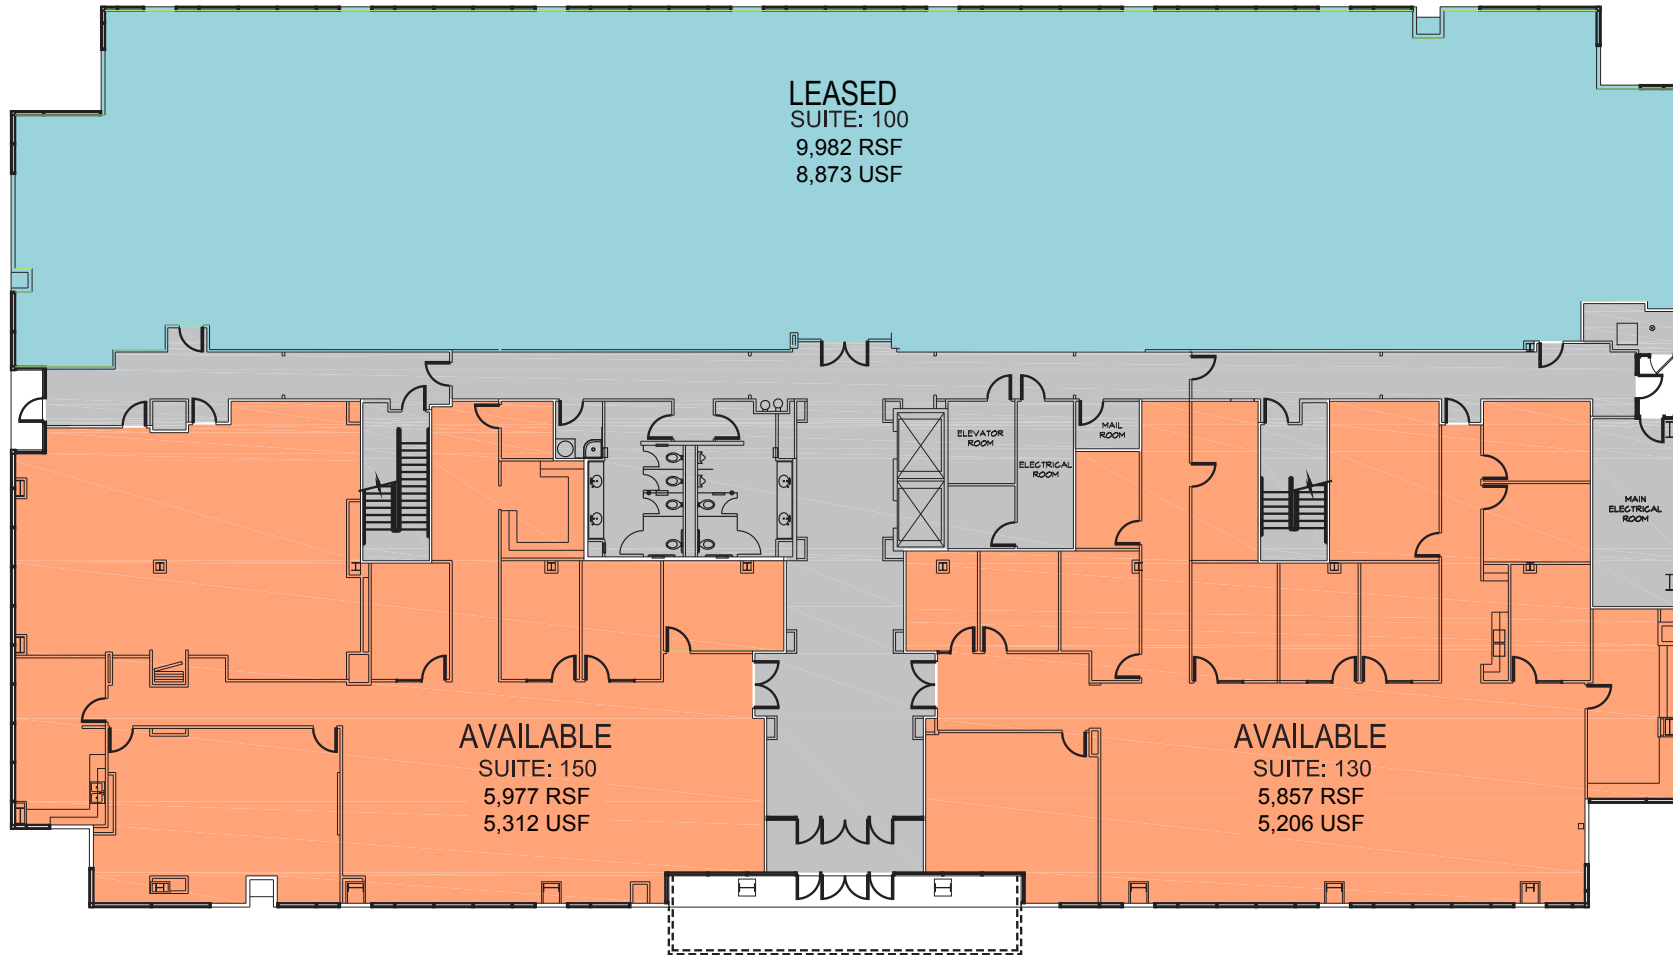 LEASED
SUITE: 100
9,982 RSF
8,873 USF
ELEVATOR
ROOM
ELECTRICAL
ROOM
MAIL
ROOM
MAIN
ELECTRICAL
ROOM
AVAILABLE
SUITE: 150
5,977 RSF
5,312 USF
AVAILABLE
SUITE: 130
5,857 RSF
5,206 USF